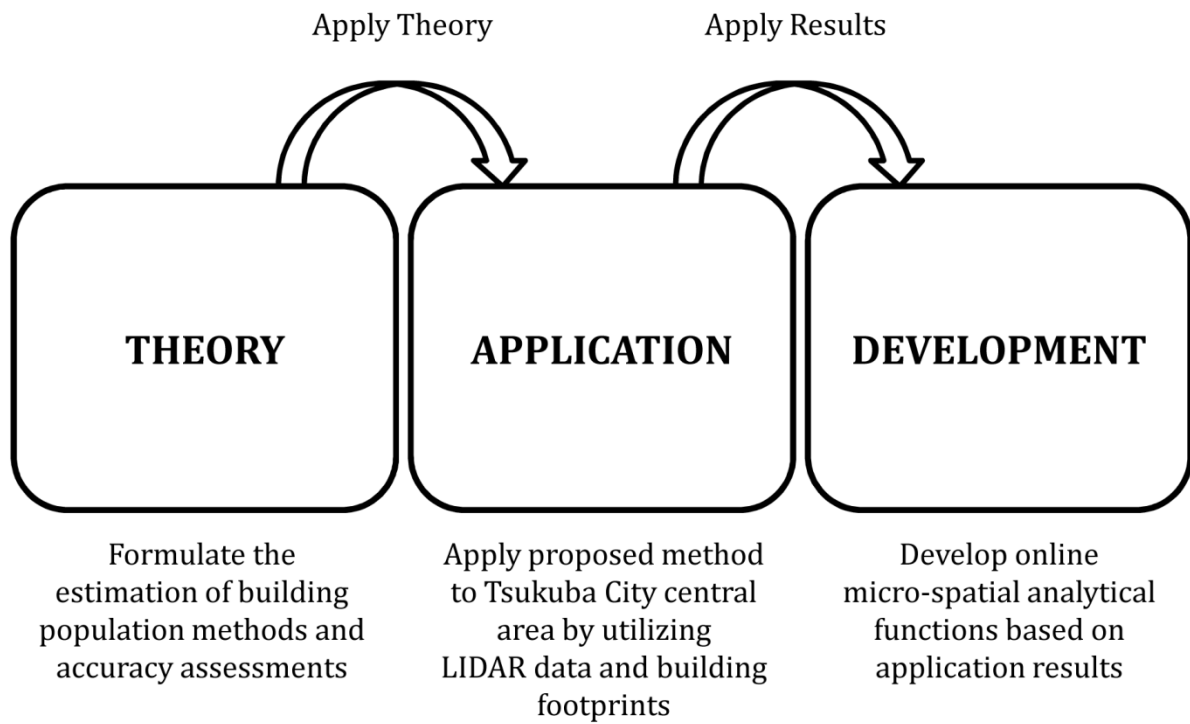 Apply Theory
Apply Results
THEORY
APPLICATION
DEVELOPMENT
Formulate the
estimation of building
population methods and
accuracy assessments
Apply proposed method
to Tsukuba City central
area by utilizing
LIDAR data and building
footprints
Develop online
micro-spatial analytical
functions based on
application results